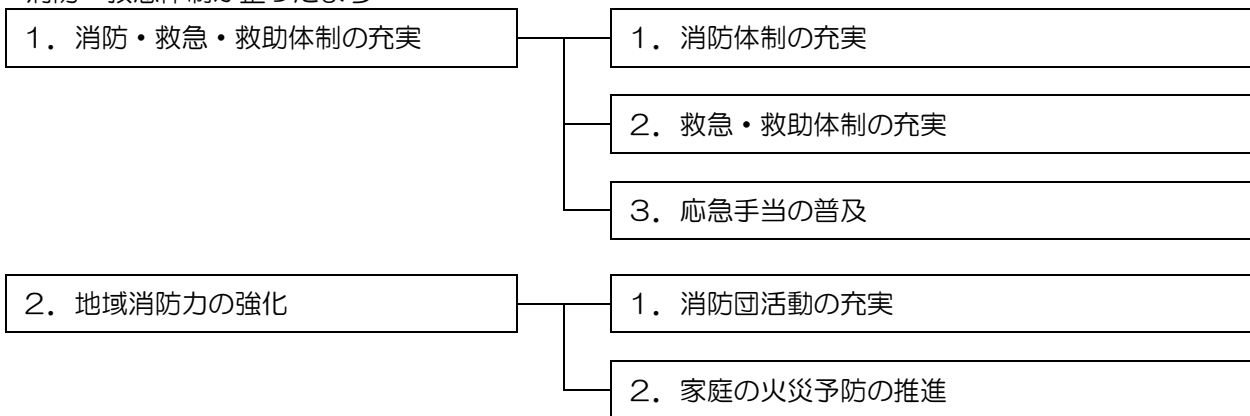 1．消防・救急・救助体制の充実
1．消防体制の充実
2．救急・救助体制の充実
3．応急手当の普及
2．地域消防力の強化
1．消防団活動の充実
2．家庭の火災予防の推進